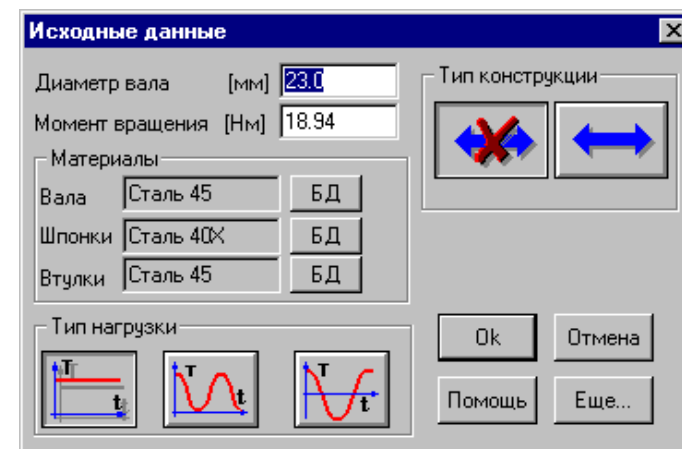 Исходные данные
Диаметр вала [мм] 23.0
Момент вращения [Нм] 18.94
Материалы
Вала Сталь 45 БД
Шпонки Сталь 40Х БД
Втулки Сталь 45 БД
Тип конструкции
Тип нагрузки
T t
T t
T t
Ok Отмена
Помощь Еще...